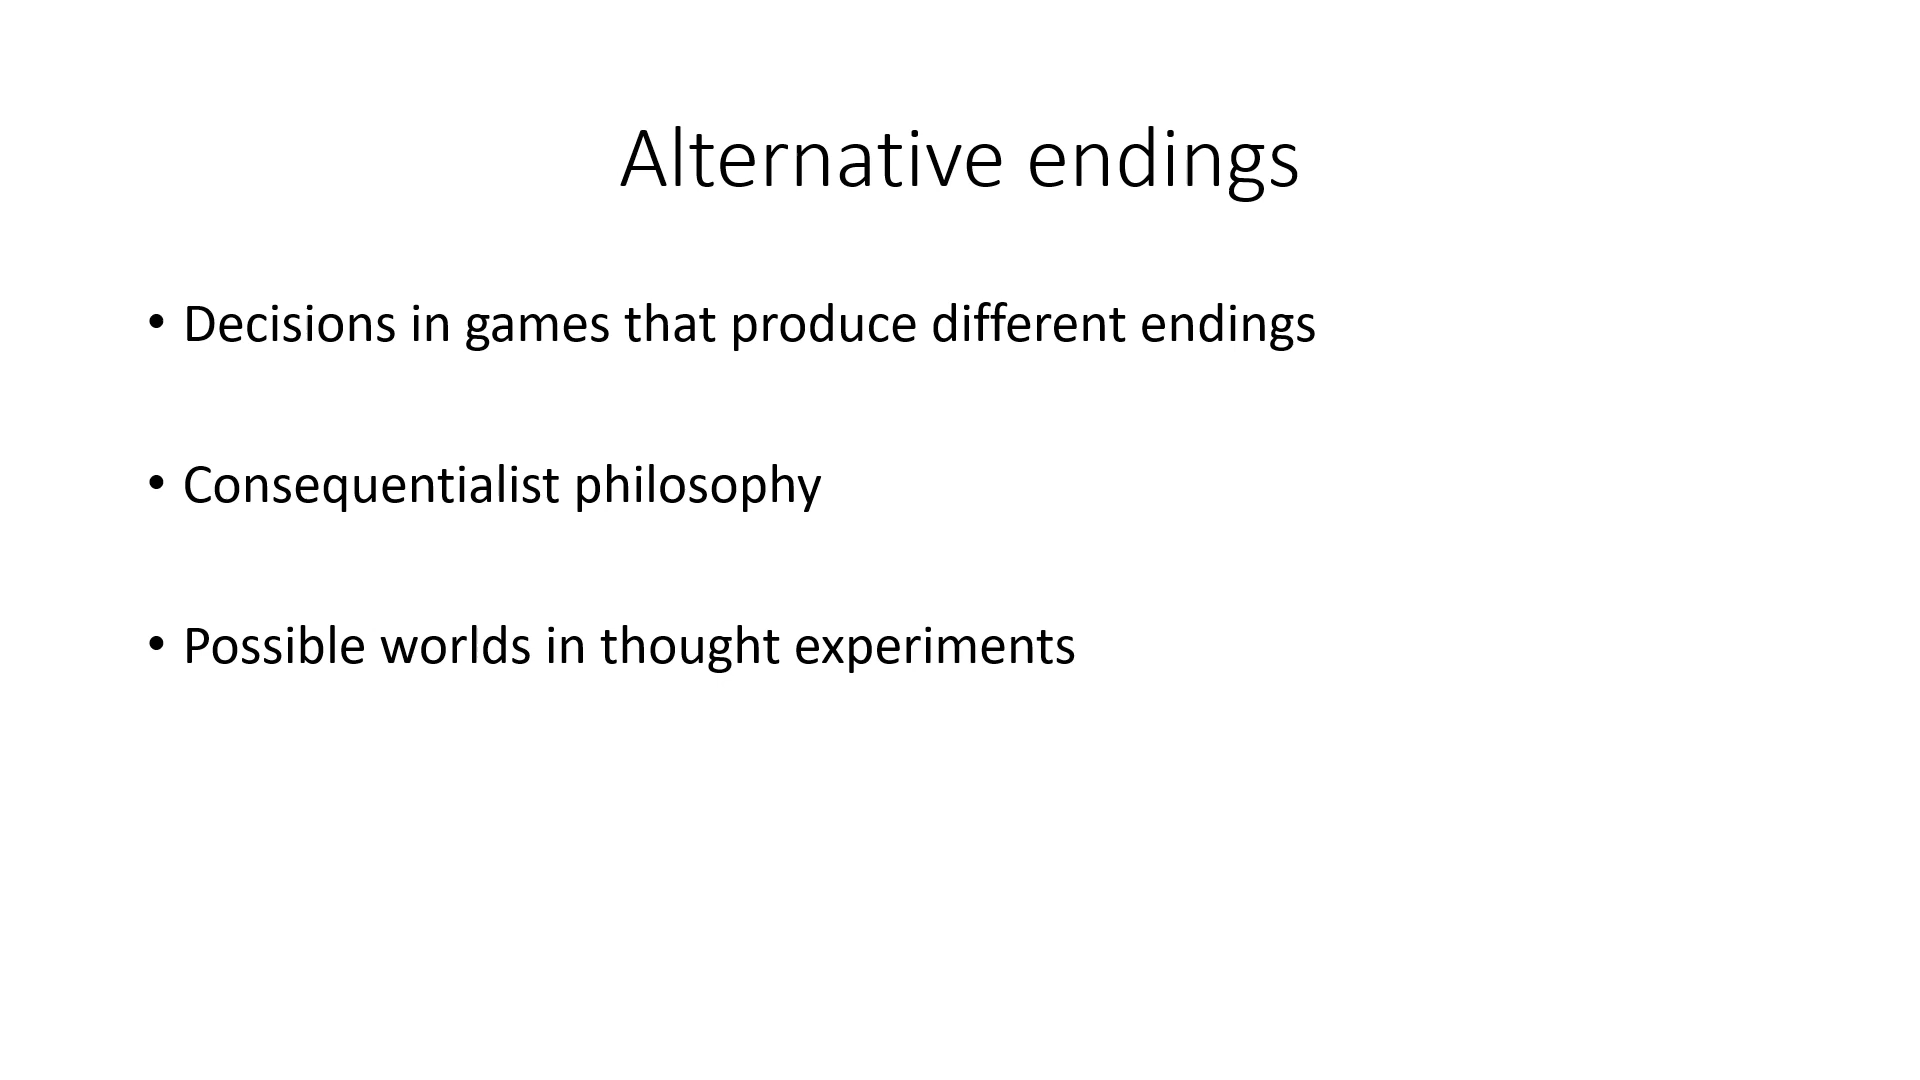 Alternative endings
• Decisions in games that produce different endings
• Consequentialist philosophy
• Possible worlds in thought experiments